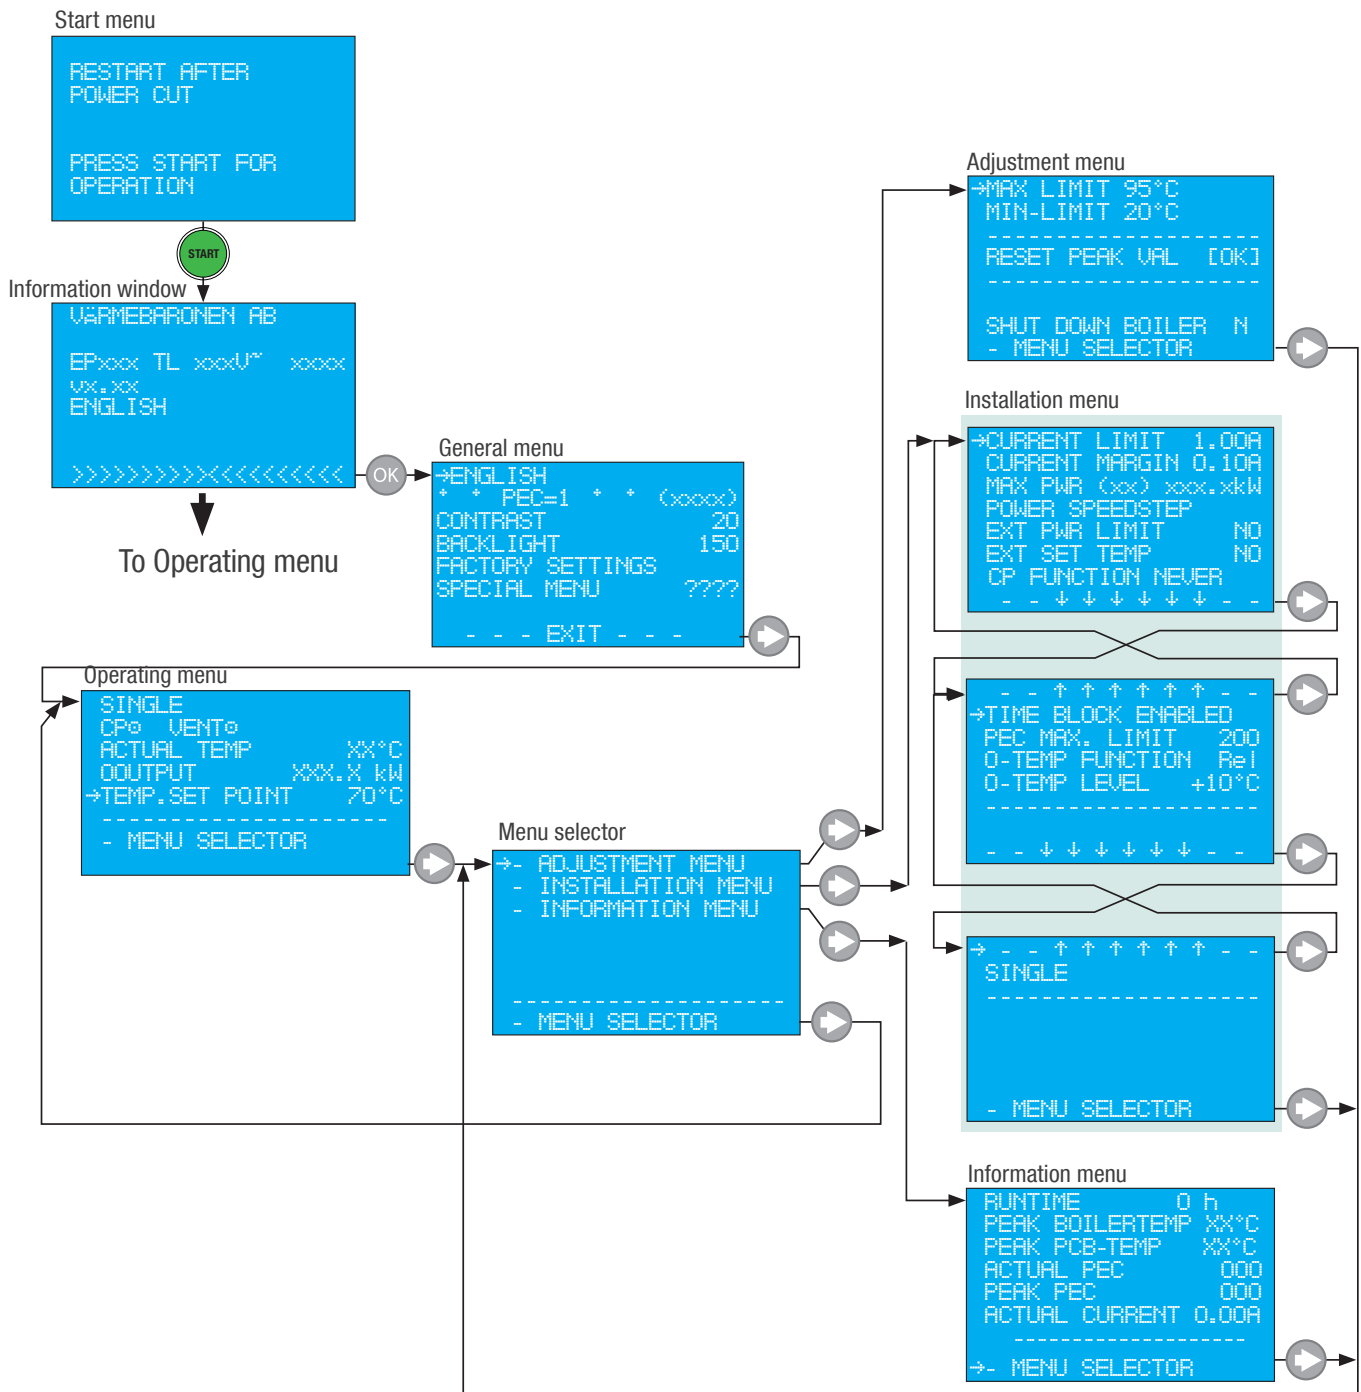 Start menu
RESTART AFTER
POWER CUT
PRESS START FOR
OPERATION
START
Information window
VÄRMEBARONEN AB
EPxxx TL xxxV~ xxxx
vx.xx
ENGLISH
>>>>>>>>>><<<<<<<<<<
OK
To Operating menu
General menu
→ENGLISH
* * PEC=1 * * (xxxx)
CONTRAST 20
BACKLIGHT 150
FACTORY SETTINGS
SPECIAL MENU ????
- - - EXIT - - -
Operating menu
SINGLE
CP⊙ VENT⊙
ACTUAL TEMP XX°C
OOUTPUT XXX.X kW
→TEMP.SET POINT 70°C
---------------------
- MENU SELECTOR
Menu selector
→- ADJUSTMENT MENU
- INSTALLATION MENU
- INFORMATION MENU
--------------------
- MENU SELECTOR
Adjustment menu
→MAX LIMIT 95°C
MIN-LIMIT 20°C
--------------------
RESET PEAK VAL [OK]
--------------------
SHUT DOWN BOILER N
- MENU SELECTOR
Installation menu
→CURRENT LIMIT 1.00A
CURRENT MARGIN 0.10A
MAX PWR (xx) xxx.xkW
POWER SPEEDSTEP
EXT PWR LIMIT NO
EXT SET TEMP NO
CP FUNCTION NEVER
- - ↓ ↓ ↓ ↓ ↓ ↓ - -
- - ↑ ↑ ↑ ↑ ↑ ↑ - -
→TIME BLOCK ENABLED
PEC MAX. LIMIT 200
O-TEMP FUNCTION Rel
O-TEMP LEVEL +10°C
--------------------
- - ↓ ↓ ↓ ↓ ↓ ↓ - -
→ - - ↑ ↑ ↑ ↑ ↑ ↑ - -
SINGLE
--------------------
- MENU SELECTOR
Information menu
RUNTIME 0 h
PEAK BOILERTEMP XX°C
PEAK PCB-TEMP XX°C
ACTUAL PEC 000
PEAK PEC 000
ACTUAL CURRENT 0.00A
--------------------
→- MENU SELECTOR